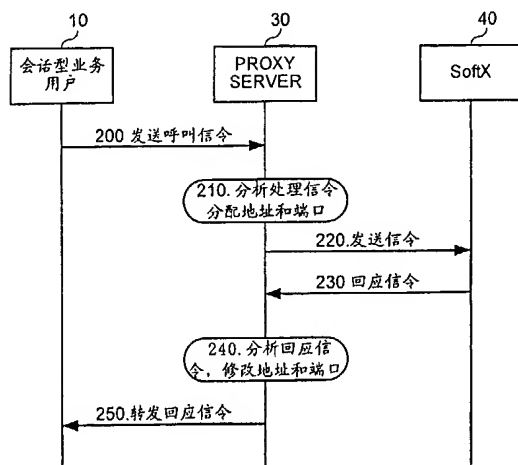 10
30
40
会话型业务
用户
PROXY
SERVER
SoftX
200 发送呼叫信令
210.分析处理信令
分配地址和端口
220.发送信令
230 回应信令
240.分析回应信
令，修改地址和端口
250.转发回应信令